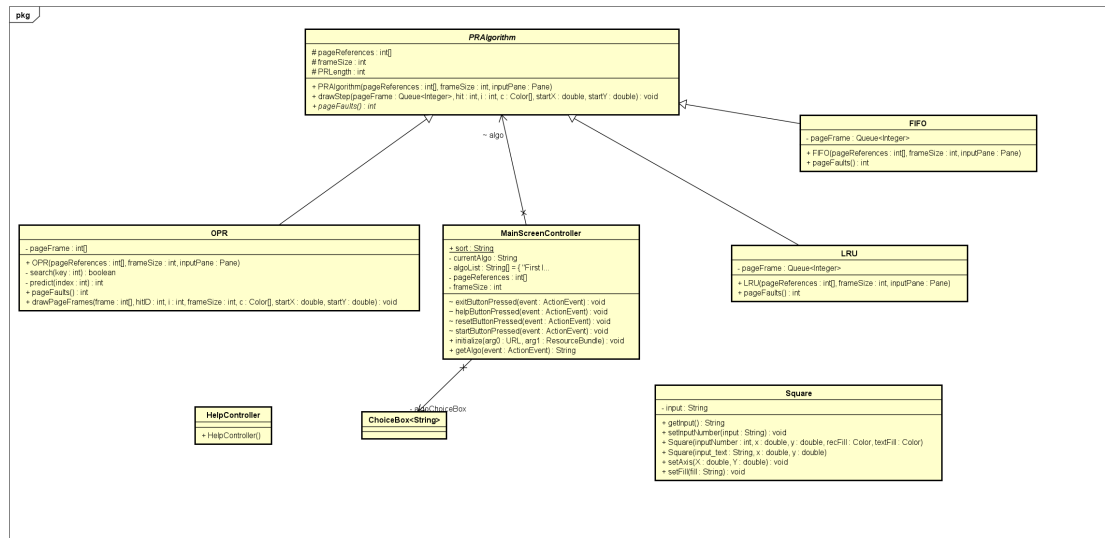 pkg
PRAlgorithm
# pageReferences : int[]
# frameSize : int
# PRLength : int
+ PRAlgorithm(pageReferences : int[], frameSize : int, inputPane : Pane)
+ drawStep(pageFrame : Queue<Integer>, hit : int, i : int, c : Color[], startX : double, startY : double) : void
+ pageFaults() : int
~ algo
FIFO
- pageFrame : Queue<Integer>
+ FIFO(pageReferences : int[], frameSize : int, inputPane : Pane)
+ pageFaults() : int
OPR
- pageFrame : int[]
+ OPR(pageReferences : int[], frameSize : int, inputPane : Pane)
- search(key : int) : boolean
- predict(index : int) : int
+ pageFaults() : int
+ drawPageFrames(frame : int[], hitID : int, i : int, frameSize : int, c : Color[], startX : double, startY : double) : void
MainScreenController
+ sort : String
- currentAlgo : String
- algoList : String[] = { "First I...
- pageReferences : int[]
- frameSize : int
~ exitButtonPressed(event : ActionEvent) : void
~ helpButtonPressed(event : ActionEvent) : void
~ resetButtonPressed(event : ActionEvent) : void
~ startButtonPressed(event : ActionEvent) : void
+ initialize(arg0 : URL, arg1 : ResourceBundle) : void
+ getAlgo(event : ActionEvent) : String
LRU
- pageFrame : Queue<Integer>
+ LRU(pageReferences : int[], frameSize : int, inputPane : Pane)
+ pageFaults() : int
- algoChoiceBox
ChoiceBox<String>
HelpController
+ HelpController()
Square
- input : String
+ getInput() : String
+ setInputNumber(input : String) : void
+ Square(inputNumber : int, x : double, y : double, recFill : Color, textFill : Color)
+ Square(input_text : String, x : double, y : double)
+ setAxis(X : double, Y : double) : void
+ setFill(fill : String) : void